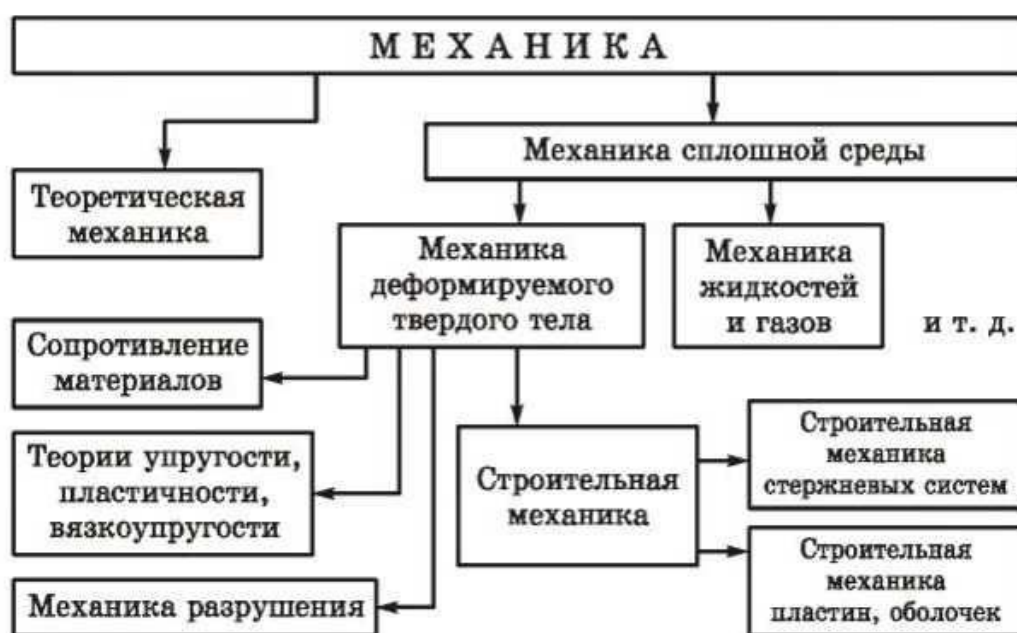 МЕХАНИКА
Механика сплошной среды
Теоретическая
механика
Механика
деформируемого
твердого тела
Механика
жидкостей
и газов
и т. д.
Сопротивление
материалов
Теории упругости,
пластичности,
вязкоупругости
Механика разрушения
Строительная
механика
Строительная
механика
стержневых систем
Строительная
механика
пластин, оболочек